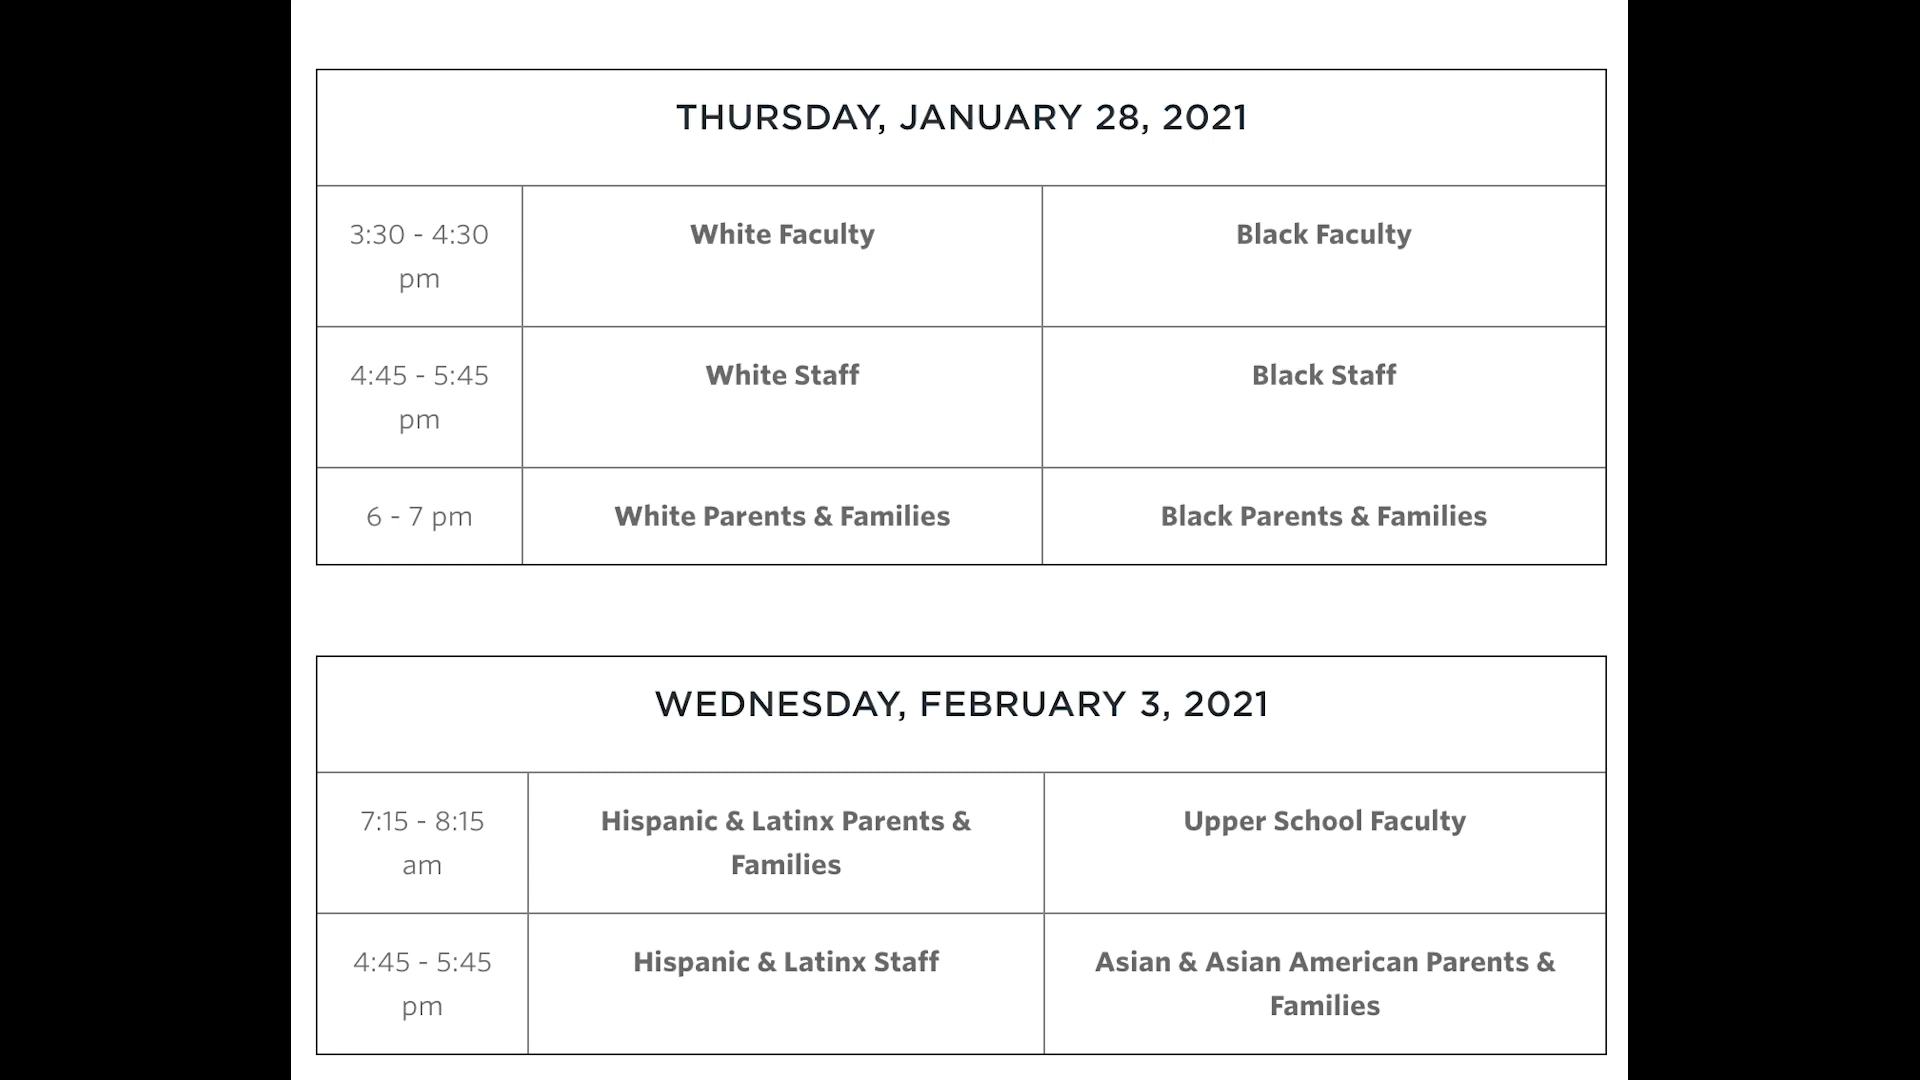 THURSDAY, JANUARY 28, 2021
3:30 - 4:30
pm
White Faculty
Black Faculty
4:45 - 5:45
pm
White Staff
Black Staff
6 - 7 pm
White Parents & Families
Black Parents & Families
WEDNESDAY, FEBRUARY 3, 2021
7:15 - 8:15
am
Hispanic & Latinx Parents &
Families
Upper School Faculty
4:45 - 5:45
pm
Hispanic & Latinx Staff
Asian & Asian American Parents &
Families